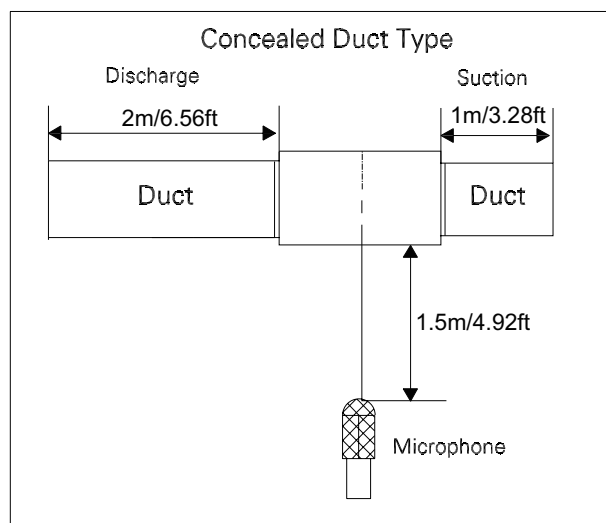 Concealed Duct Type
Discharge
Suction
2m/6.56ft
1m/3.28ft
Duct
Duct
1.5m/4.92ft
Microphone